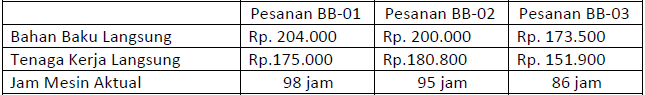 Pesanan BB-01 Pesanan BB-02 Pesanan BB-03
Bahan Baku Langsung Rp. 204.000 Rp. 200.000 Rp. 173.500
Tenaga Kerja Langsung Rp.175.000 Rp.180.800 Rp. 151.900
Jam Mesin Aktual 98 jam 95 jam 86 jam